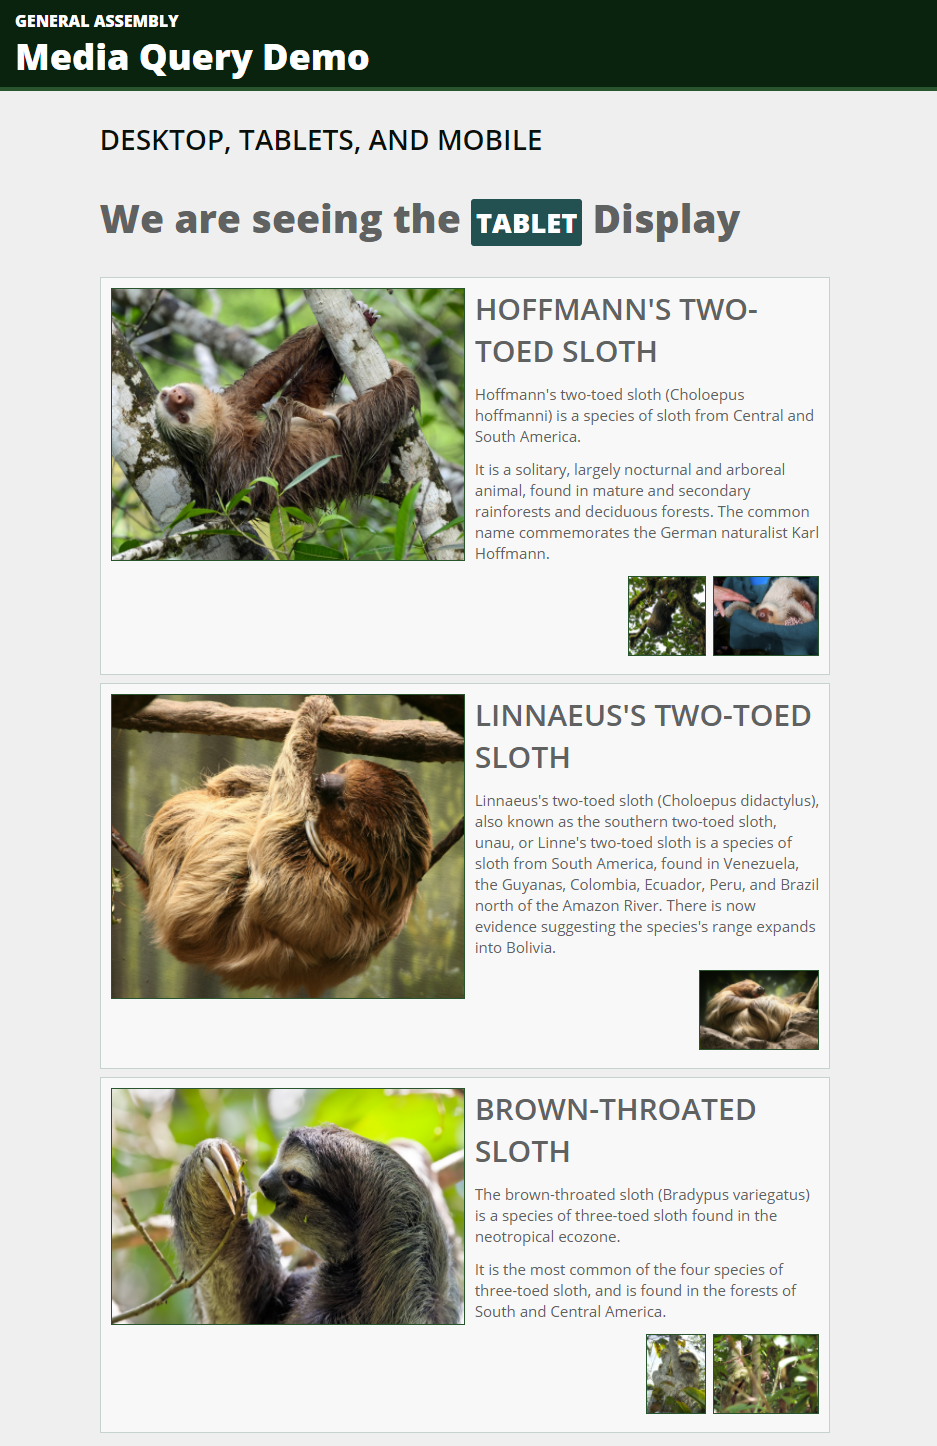 GENERAL ASSEMBLY
Media Query Demo
DESKTOP, TABLETS, AND MOBILE
We are seeing the TABLET Display
HOFFMANN'S TWO-
TOED SLOTH
Hoffmann's two-toed sloth (Choloepus
hoffmanni) is a species of sloth from Central and
South America.
It is a solitary, largely nocturnal and arboreal
animal, found in mature and secondary
rainforests and deciduous forests. The common
name commemorates the German naturalist Karl
Hoffmann.
LINNAEUS'S TWO-TOED
SLOTH
Linnaeus's two-toed sloth (Choloepus didactylus),
also known as the southern two-toed sloth,
unau, or Linne's two-toed sloth is a species of
sloth from South America, found in Venezuela,
the Guyanas, Colombia, Ecuador, Peru, and Brazil
north of the Amazon River. There is now
evidence suggesting the species's range expands
into Bolivia.
BROWN-THROATED
SLOTH
The brown-throated sloth (Bradypus variegatus)
is a species of three-toed sloth found in the
neotropical ecozone.
It is the most common of the four species of
three-toed sloth, and is found in the forests of
South and Central America.